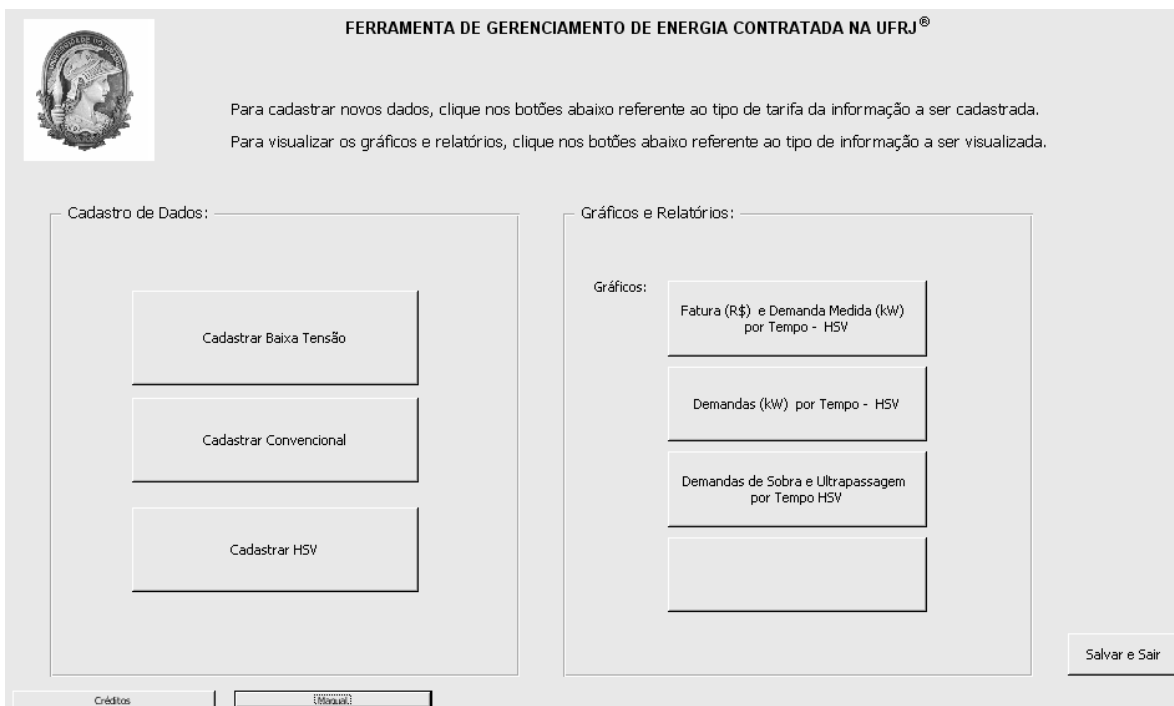 FERRAMENTA DE GERENCIAMENTO DE ENERGIA CONTRATADA NA UFRJ®
Para cadastrar novos dados, clique nos botões abaixo referente ao tipo de tarifa da informação a ser cadastrada.
Para visualizar os gráficos e relatórios, clique nos botões abaixo referente ao tipo de informação a ser visualizada.
Cadastro de Dados:
Cadastrar Baixa Tensão
Cadastrar Convencional
Cadastrar HSV
Gráficos e Relatórios:
Gráficos:
Fatura (R$) e Demanda Medida (kW)
por Tempo - HSV
Demandas (kW) por Tempo - HSV
Demandas de Sobra e Ultrapassagem
por Tempo HSV
Salvar e Sair
Créditos
Manual